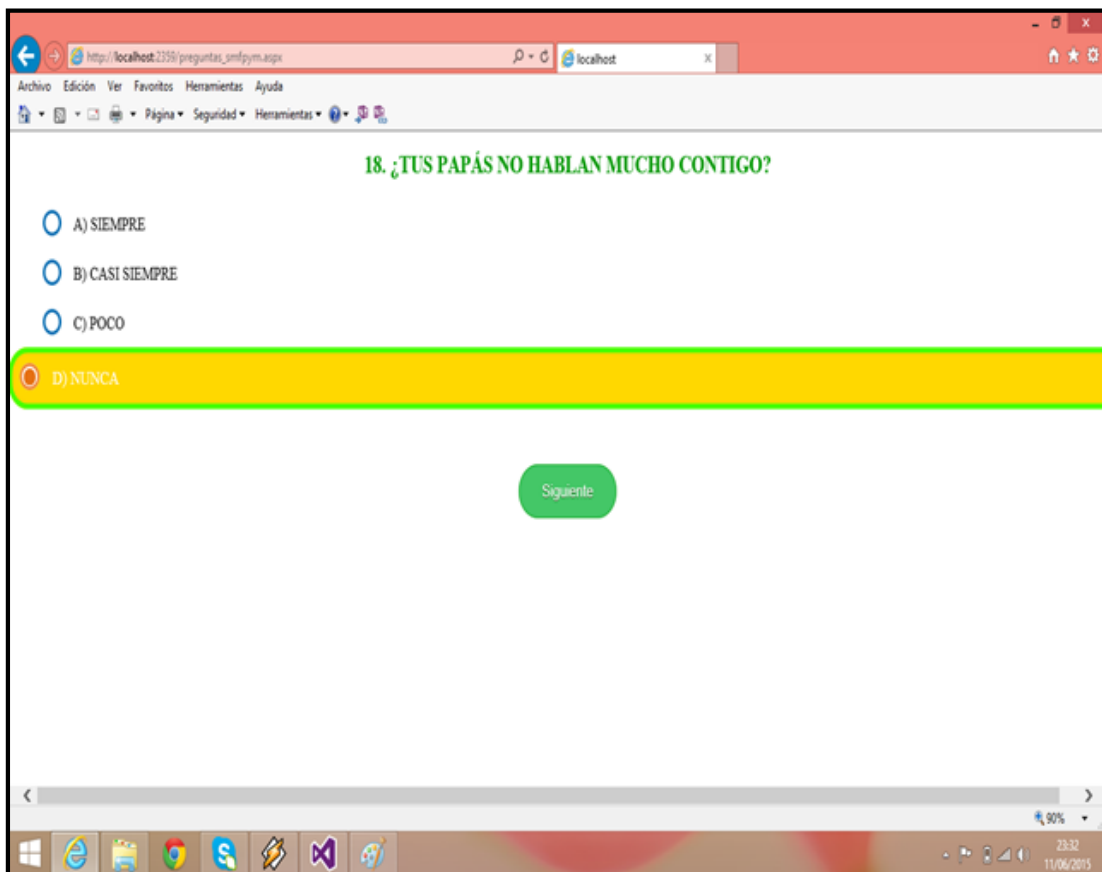 http://localhost:2359/preguntas_smfpym.aspx
localhost
Archivo Edición Ver Favoritos Herramientas Ayuda
Página Seguridad Herramientas
18. ¿TUS PAPÁS NO HABLAN MUCHO CONTIGO?
A) SIEMPRE
B) CASI SIEMPRE
C) POCO
D) NUNCA
Siguiente
90%
23:32
11/06/2015